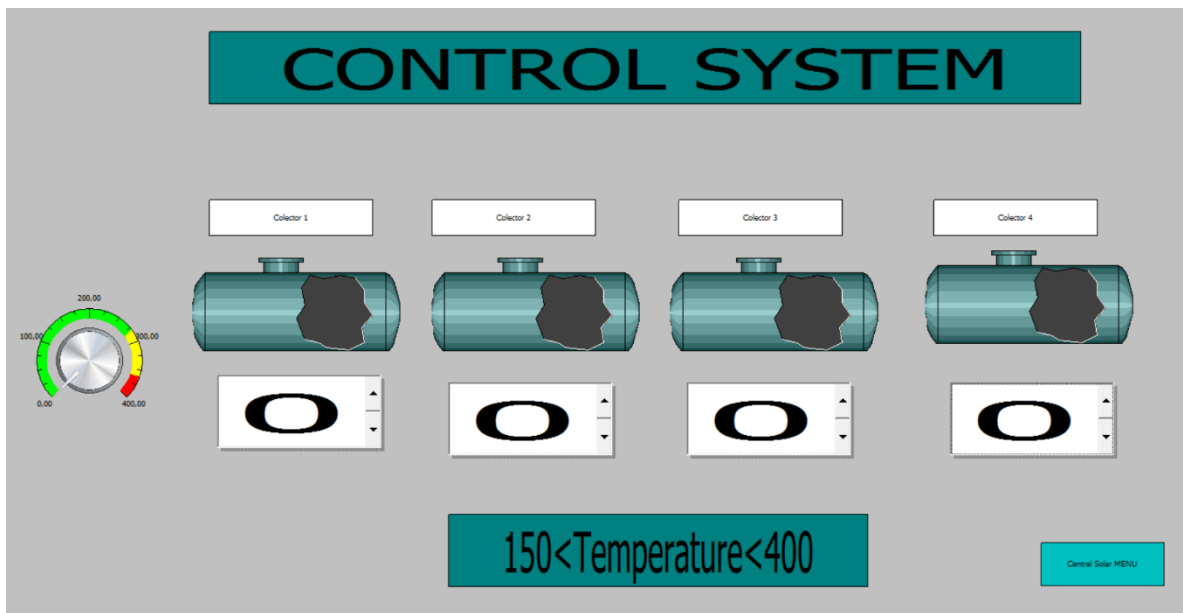 CONTROL SYSTEM
Colector 1
Colector 2
Colector 3
Colector 4
200,00
100,00
300,00
0,00
400,00
0
0
0
0
150<Temperature<400
Central Solar MENU